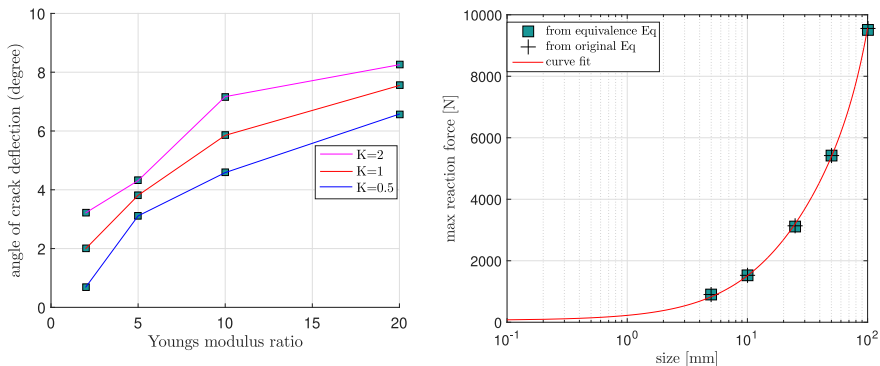 angle of crack deflection (degree)
10
8
6
4
2
0
0
5
10
15
20
Youngs modulus ratio
K=2
K=1
K=0.5
max reaction force [N]
10000
8000
6000
4000
2000
0
10^-1
10^0
10^1
10^2
size [mm]
from equivalence Eq
from original Eq
curve fit